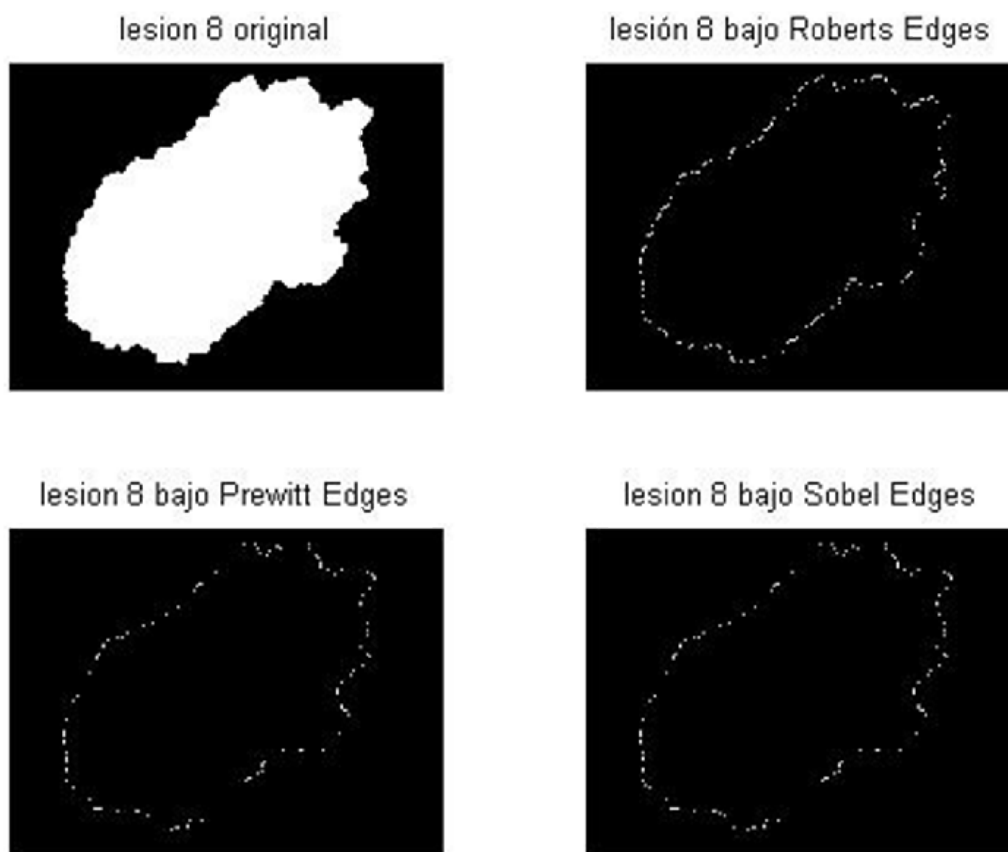 lesion 8 original
lesión 8 bajo Roberts Edges
lesion 8 bajo Prewitt Edges
lesion 8 bajo Sobel Edges